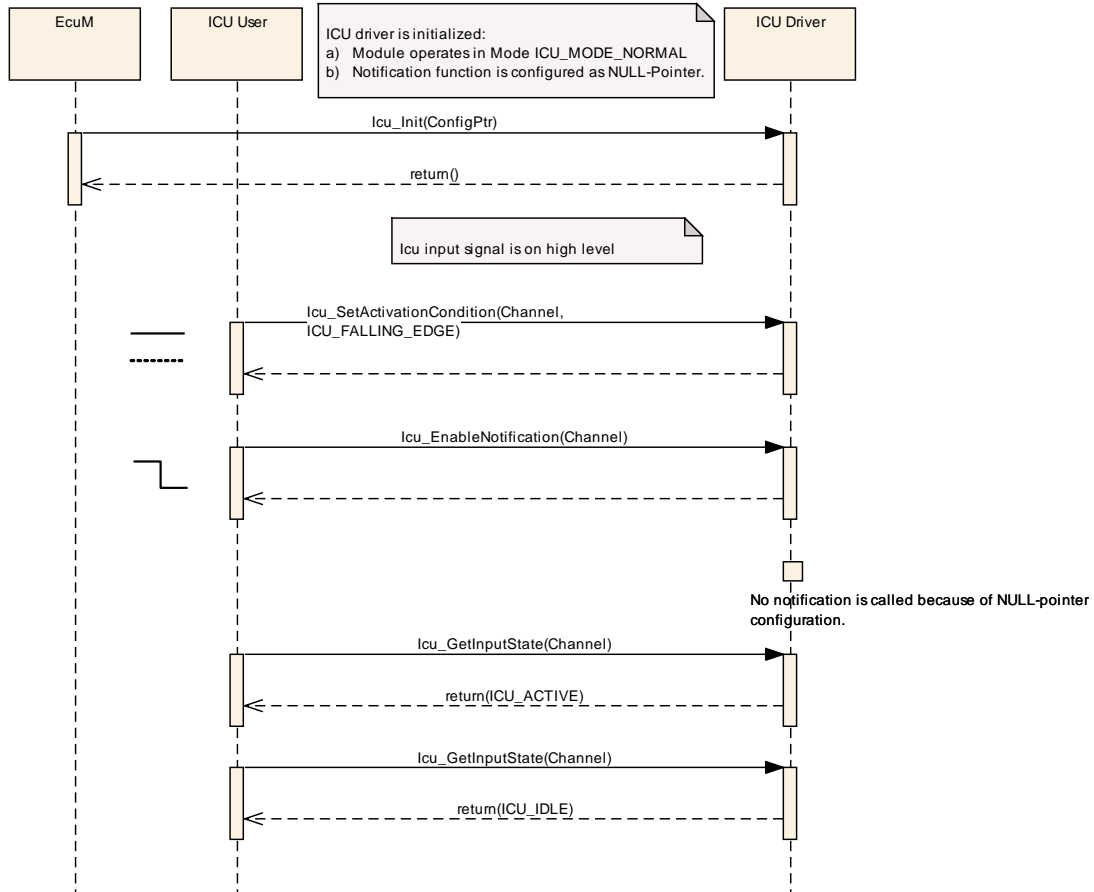 EcuM
ICU User
ICU driver is initialized:
a) Module operates in Mode ICU_MODE_NORMAL
b) Notification function is configured as NULL-Pointer.
ICU Driver
Icu_Init(ConfigPtr)
return()
Icu input signal is on high level
Icu_SetActivationCondition(Channel,
ICU_FALLING_EDGE)
Icu_EnableNotification(Channel)
No notification is called because of NULL-pointer
configuration.
Icu_GetInputState(Channel)
return(ICU_ACTIVE)
Icu_GetInputState(Channel)
return(ICU_IDLE)